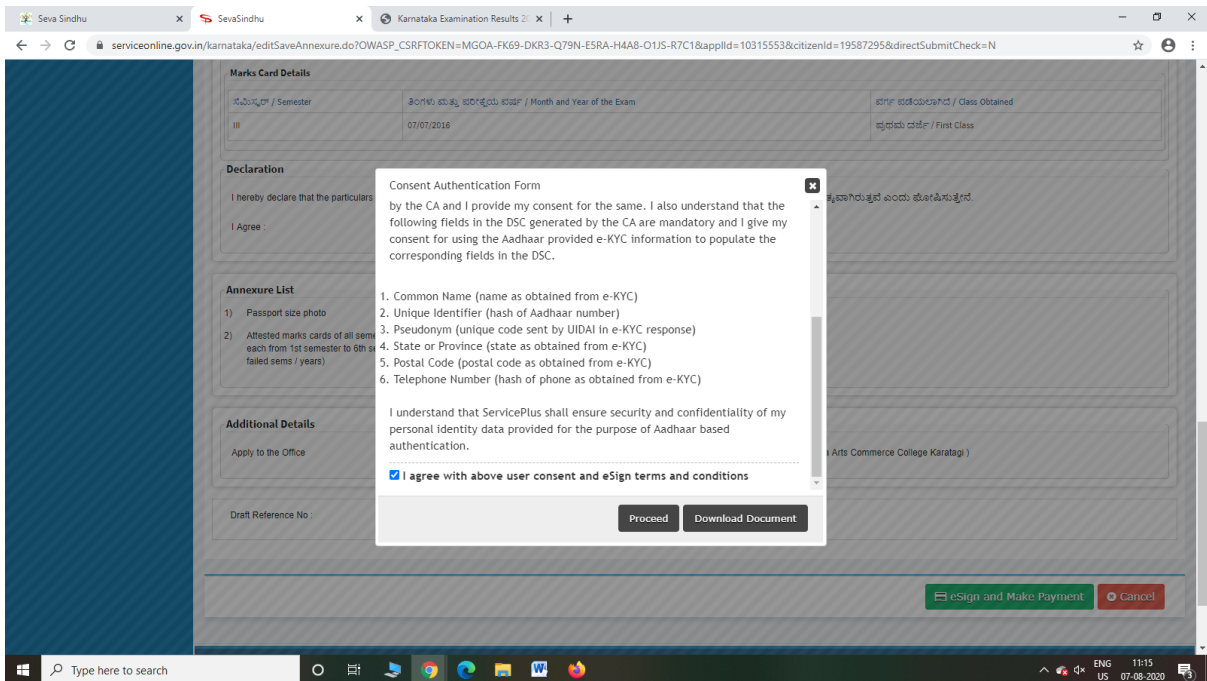 Seva Sindhu
SevaSindhu
Karnataka Examination Results 20
serviceonline.gov.in/karnataka/editSaveAnnexure.do?OWASP_CSRFTOKEN=MGOA-FK69-DKR3-Q79N-E5RA-H4A8-O1JS-R7C1&applId=10315553&citizenId=19587295&directSubmitCheck=N
Marks Card Details
ಸೆಮಿಸ್ಟರ್ / Semester ತಿಂಗಳು ಮತ್ತು ಪರೀಕ್ಷೆಯ ವರ್ಷ / Month and Year of the Exam ವರ್ಗ ಪಡೆಯಲಾಗಿದೆ / Class Obtained
III 07/07/2016 ಪ್ರಥಮ ದರ್ಜೆ / First Class
Declaration
I hereby declare that the particulars ಎಂದು ಘೋಷಿಸುತ್ತೇನೆ.
I Agree :
Consent Authentication Form
by the CA and I provide my consent for the same. I also understand that the
following fields in the DSC generated by the CA are mandatory and I give my
consent for using the Aadhaar provided e-KYC information to populate the
corresponding fields in the DSC.
1. Common Name (name as obtained from e-KYC)
2. Unique Identifier (hash of Aadhaar number)
3. Pseudonym (unique code sent by UIDAI in e-KYC response)
4. State or Province (state as obtained from e-KYC)
5. Postal Code (postal code as obtained from e-KYC)
6. Telephone Number (hash of phone as obtained from e-KYC)
I understand that ServicePlus shall ensure security and confidentiality of my
personal identity data provided for the purpose of Aadhaar based
authentication.
I agree with above user consent and eSign terms and conditions
Proceed Download Document
Annexure List
1) Passport size photo
2) Attested marks cards of all seme
each from 1st semester to 6th se
failed sems / years)
Additional Details
Apply to the Office Arts Commerce College Karatagi )
Draft Reference No :
eSign and Make Payment Cancel
Type here to search
ENG 11:15
US 07-08-2020
3